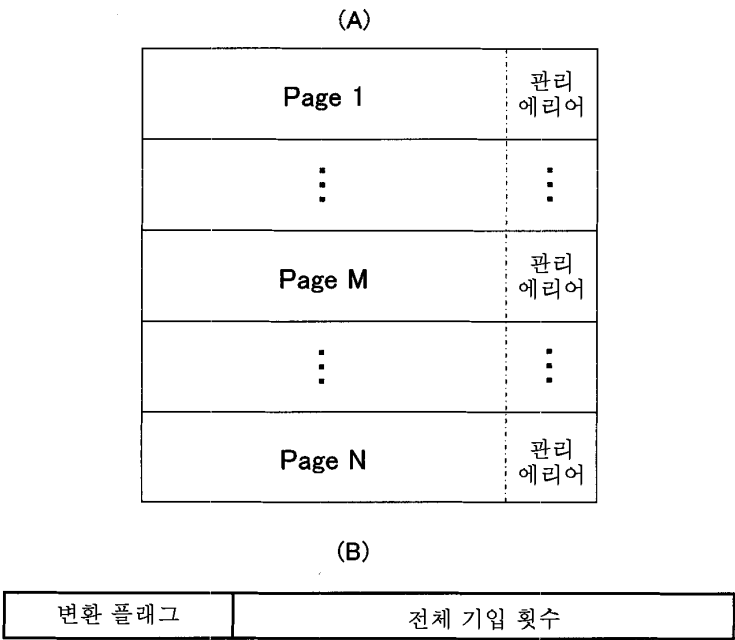 (A)
Page 1
관리
에리어
Page M
관리
에리어
Page N
관리
에리어
(B)
변환 플래그
전체 기입 횟수